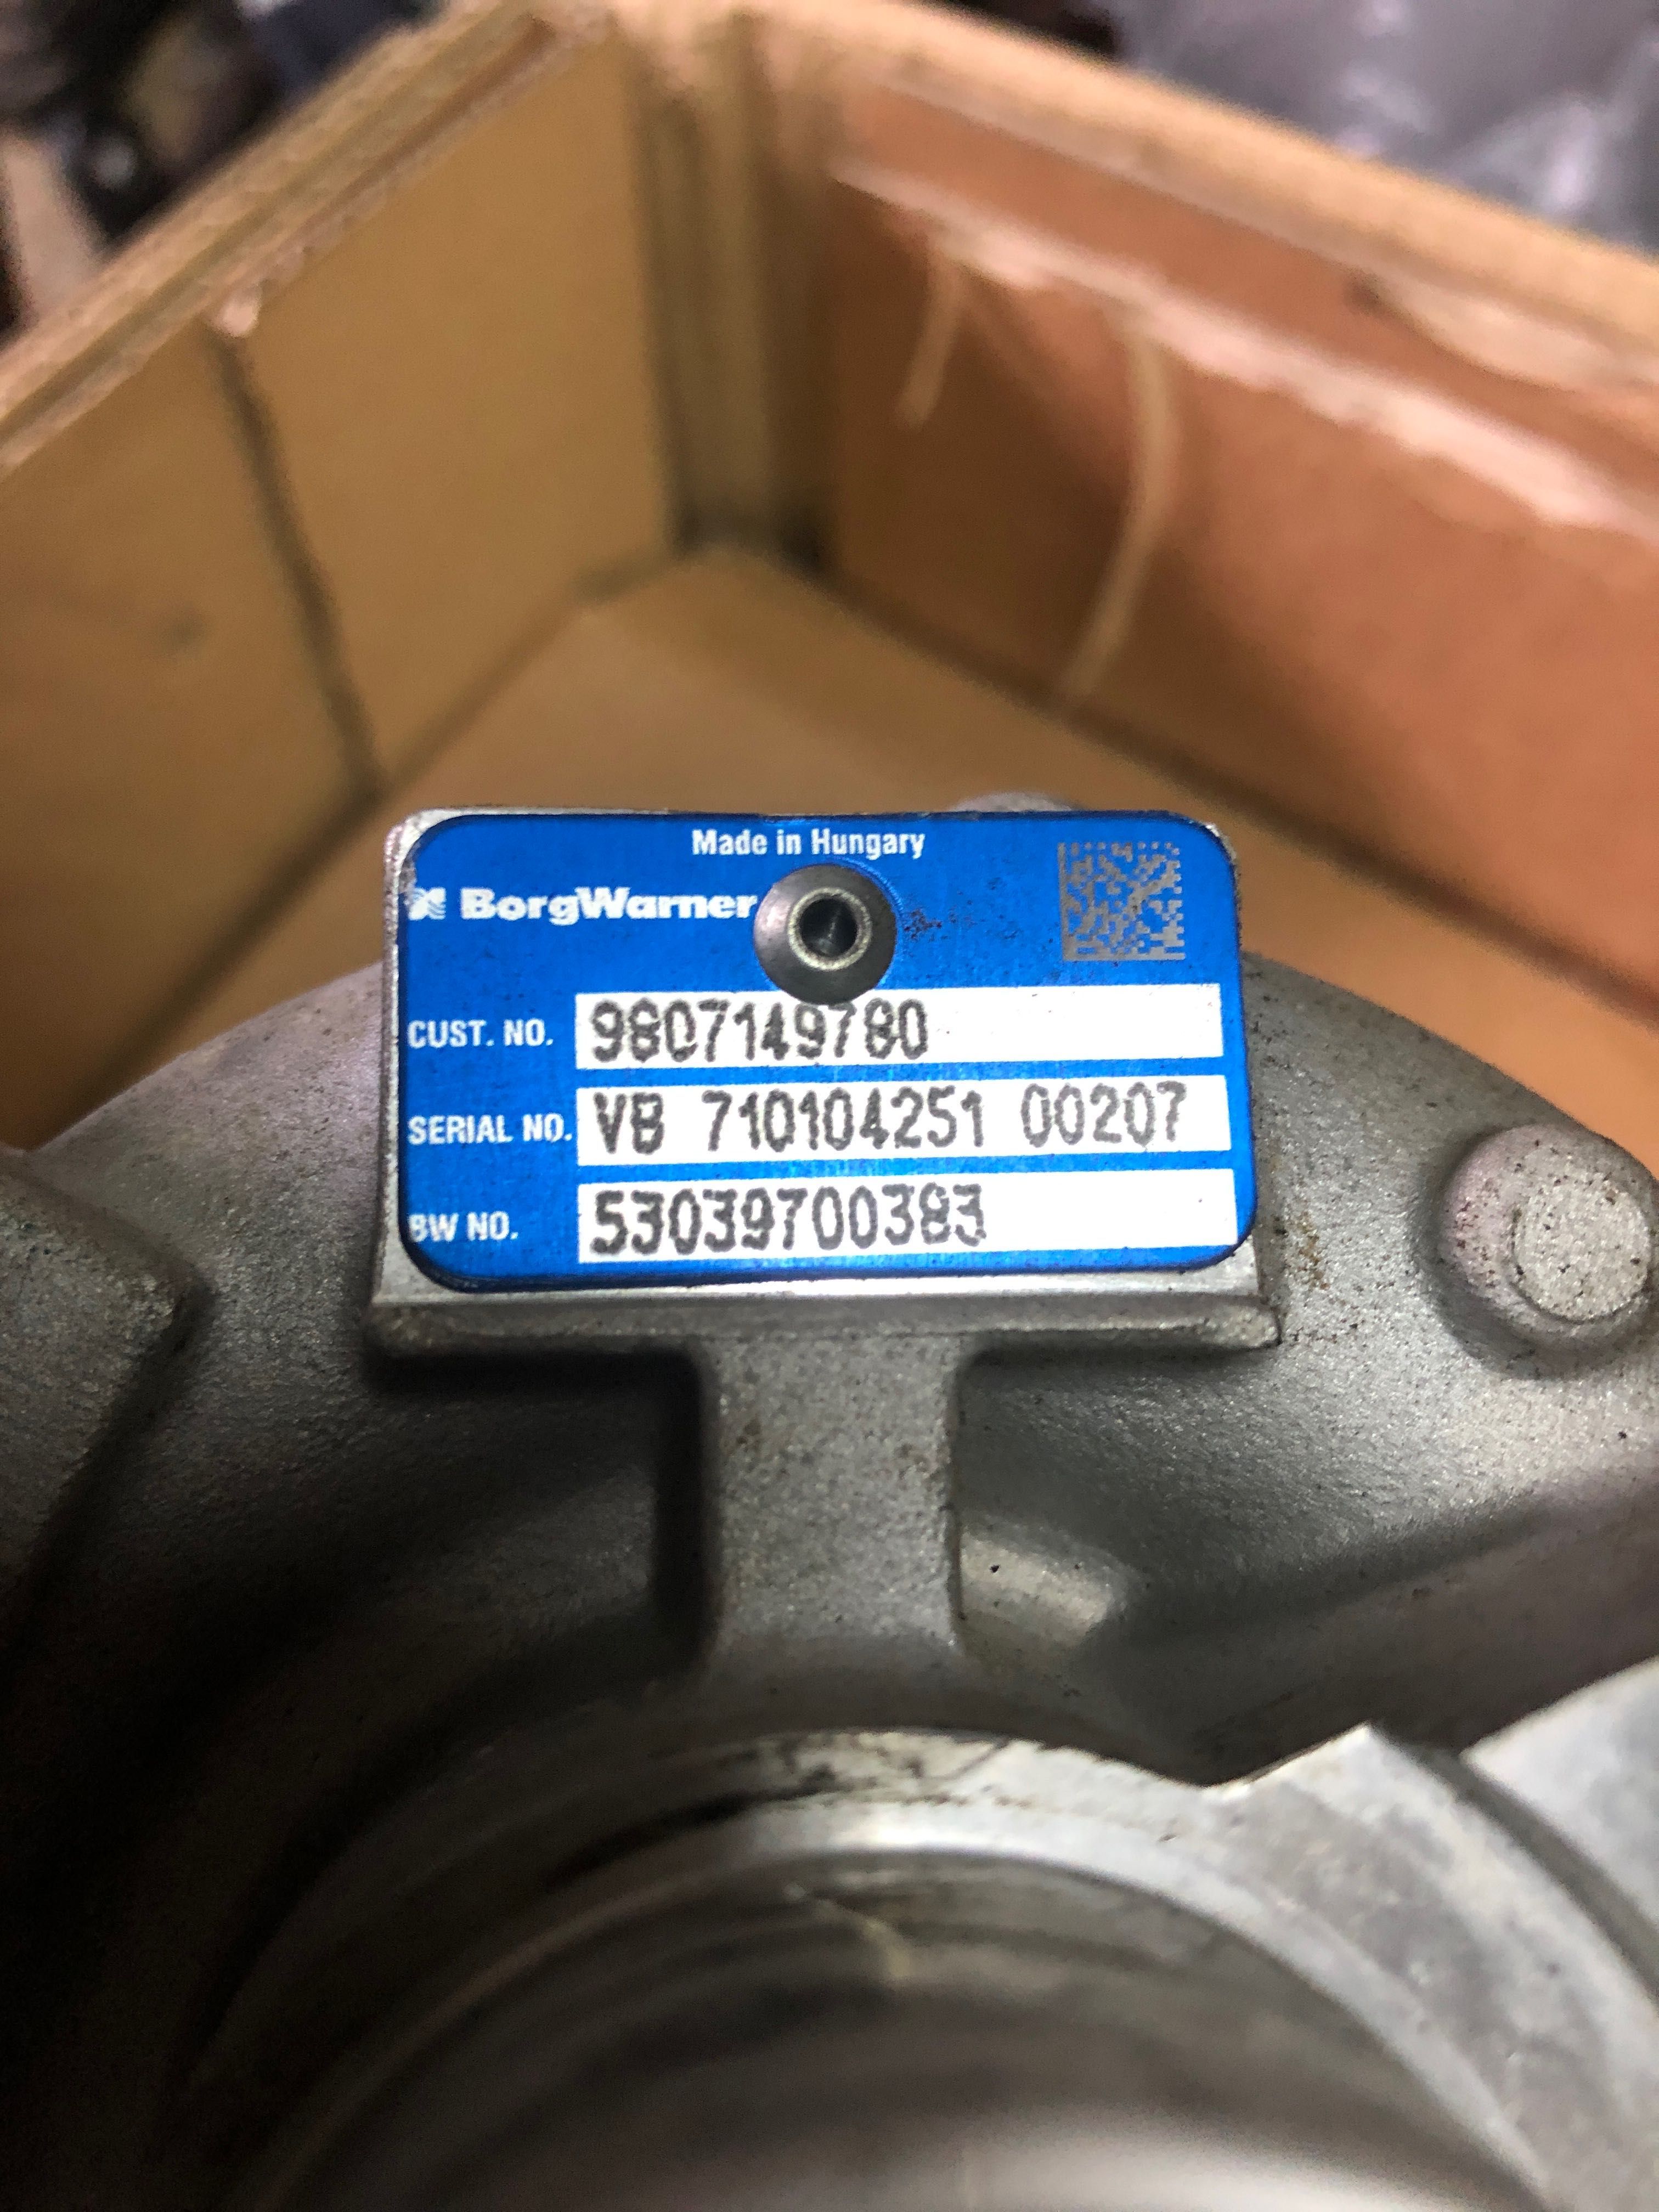 Made in Hungary
BorgWarner
CUST. NO. 9807149780
SERIAL NO. VB 710104251 00207
BW NO. 53039700383